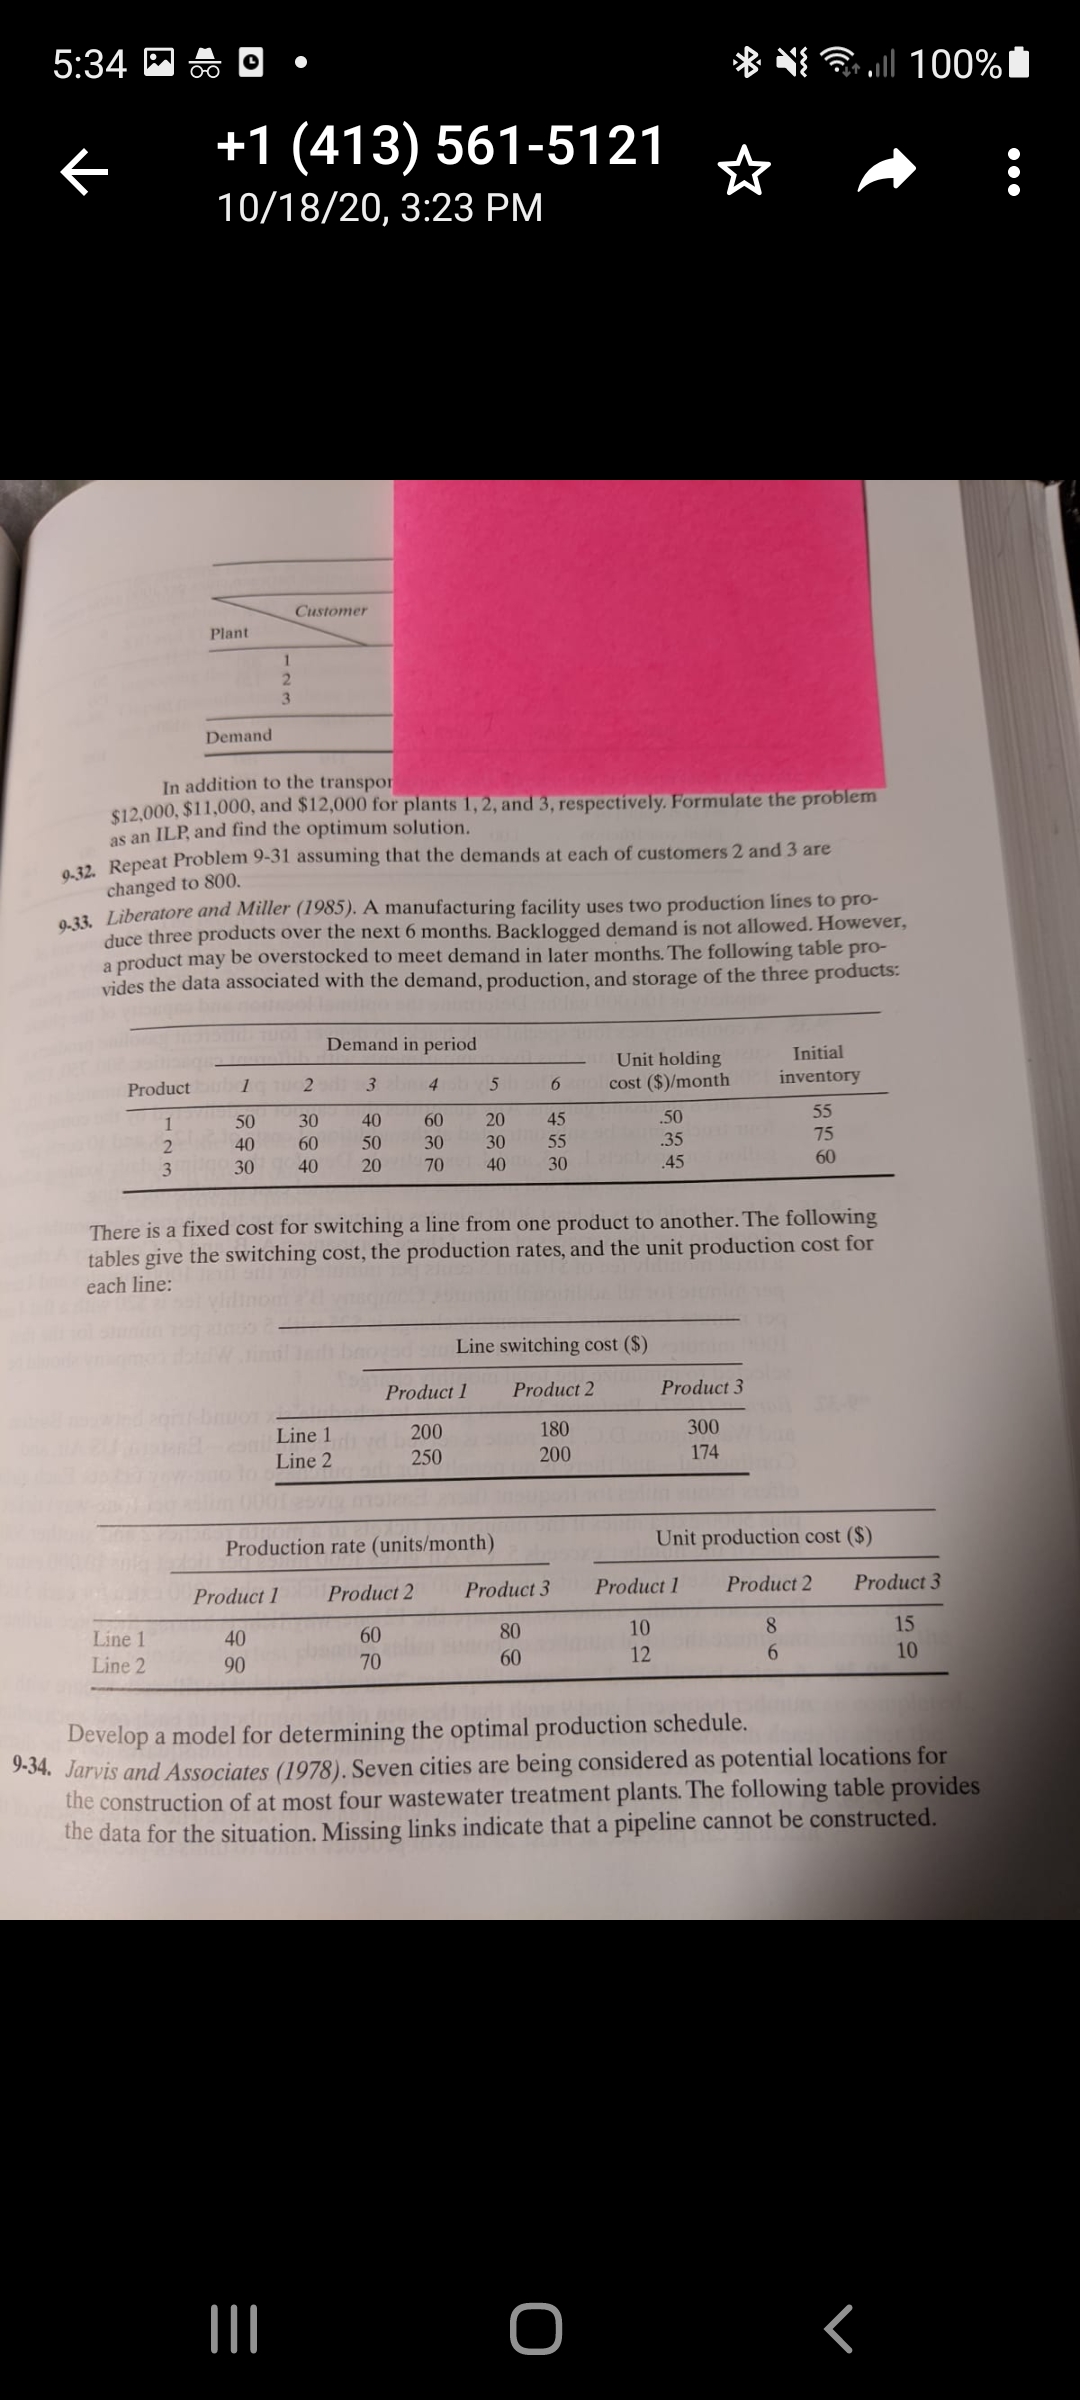 5:34 100%
+1 (413) 561-5121
10/18/20, 3:23 PM
Customer
Plant
1
2
3
Demand
In addition to the transpor
$12,000, $11,000, and $12,000 for plants 1, 2, and 3, respectively. Formulate the problem
as an ILP, and find the optimum solution.
9-32. Repeat Problem 9-31 assuming that the demands at each of customers 2 and 3 are
changed to 800.
9-33. Liberatore and Miller (1985). A manufacturing facility uses two production lines to pro-
duce three products over the next 6 months. Backlogged demand is not allowed. However,
a product may be overstocked to meet demand in later months. The following table pro-
vides the data associated with the demand, production, and storage of the three products:
Demand in period
Unit holding Initial
Product 1 2 3 4 5 6 cost ($)/month inventory
1 50 30 40 60 20 45 .50 55
2 40 60 50 30 30 55 .35 75
3 30 40 20 70 40 30 .45 60
There is a fixed cost for switching a line from one product to another. The following
tables give the switching cost, the production rates, and the unit production cost for
each line:
Line switching cost ($)
Product 1 Product 2 Product 3
Line 1 200 180 300
Line 2 250 200 174
Production rate (units/month) Unit production cost ($)
Product 1 Product 2 Product 3 Product 1 Product 2 Product 3
Line 1 40 60 80 10 8 15
Line 2 90 70 60 12 6 10
Develop a model for determining the optimal production schedule.
9-34. Jarvis and Associates (1978). Seven cities are being considered as potential locations for
the construction of at most four wastewater treatment plants. The following table provides
the data for the situation. Missing links indicate that a pipeline cannot be constructed.